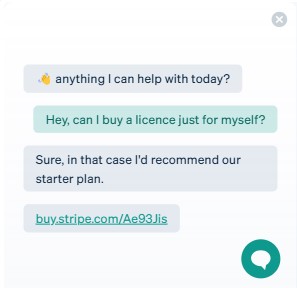 👋 anything I can help with today?
Hey, can I buy a licence just for myself?
Sure, in that case I'd recommend our
starter plan.
buy.stripe.com/Ae93Jis